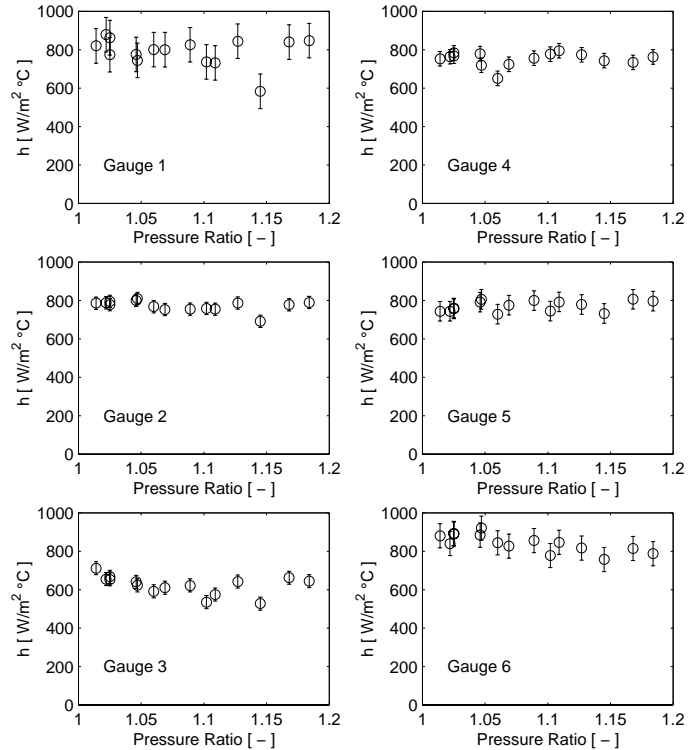 1000
800
600
400
200
0
h [ W/m² °C]
Gauge 1
1 1.05 1.1 1.15 1.2
Pressure Ratio [ – ]
1000
800
600
400
200
0
h [ W/m² °C]
Gauge 4
1 1.05 1.1 1.15 1.2
Pressure Ratio [ – ]
1000
800
600
400
200
0
h [ W/m² °C]
Gauge 2
1 1.05 1.1 1.15 1.2
Pressure Ratio [ – ]
1000
800
600
400
200
0
h [ W/m² °C]
Gauge 5
1 1.05 1.1 1.15 1.2
Pressure Ratio [ – ]
1000
800
600
400
200
0
h [ W/m² °C]
Gauge 3
1 1.05 1.1 1.15 1.2
Pressure Ratio [ – ]
1000
800
600
400
200
0
h [ W/m² °C]
Gauge 6
1 1.05 1.1 1.15 1.2
Pressure Ratio [ – ]